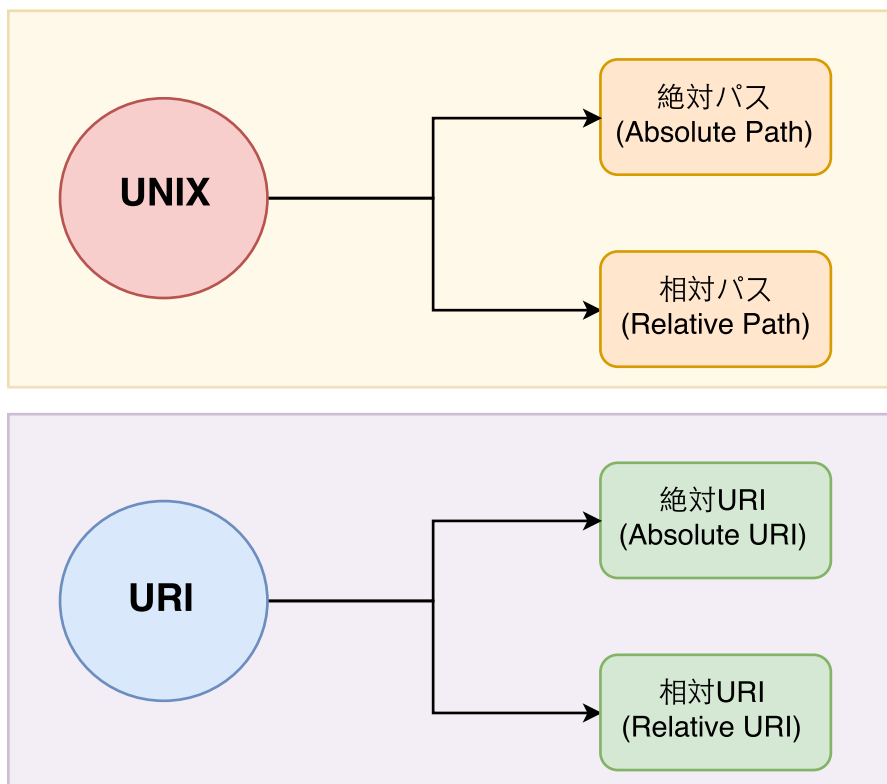 UNIX
絶対パス
(Absolute Path)
相対パス
(Relative Path)
URI
絶対URI
(Absolute URI)
相対URI
(Relative URI)